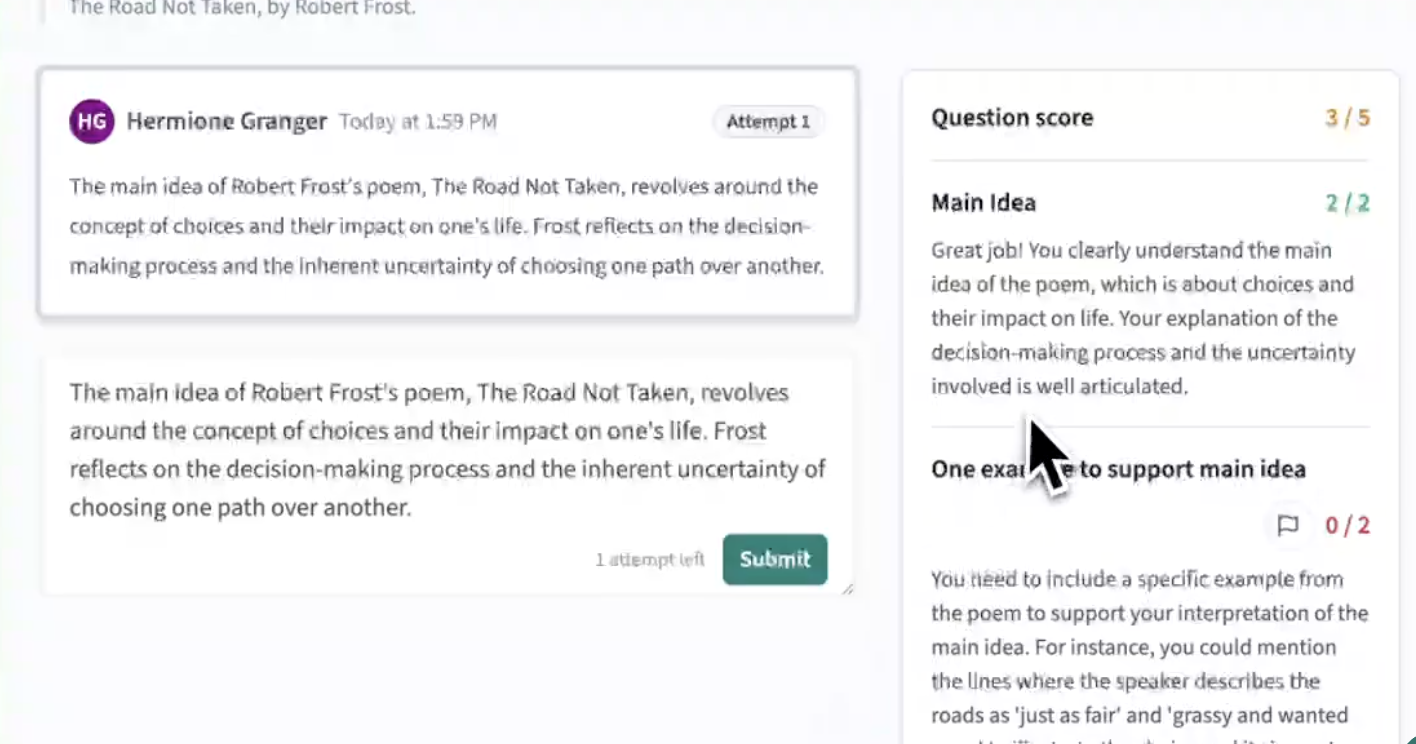 The Road Not Taken, by Robert Frost.
HG Hermione Granger Today at 1:59 PM Attempt 1
The main idea of Robert Frost's poem, The Road Not Taken, revolves around the
concept of choices and their impact on one's life. Frost reflects on the decision-
making process and the inherent uncertainty of choosing one path over another.
The main idea of Robert Frost's poem, The Road Not Taken, revolves
around the concept of choices and their impact on one's life. Frost
reflects on the decision-making process and the inherent uncertainty of
choosing one path over another.
1 attempt left Submit
Question score 3 / 5
Main Idea 2 / 2
Great job! You clearly understand the main
idea of the poem, which is about choices and
their impact on life. Your explanation of the
decision-making process and the uncertainty
involved is well articulated.
One to support main idea
0 / 2
You need to include a specific example from
the poem to support your interpretation of the
main idea. For instance, you could mention
the lines where the speaker describes the
roads as 'just as fair' and 'grassy and wanted